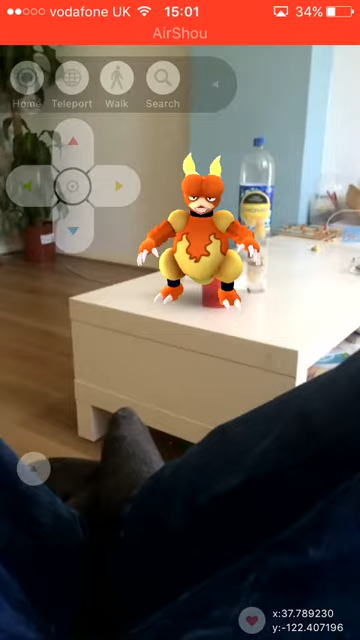 vodafone UK 15:01 34%
AirShou
Home Teleport Walk Search
x:37.789230
y:-122.407196